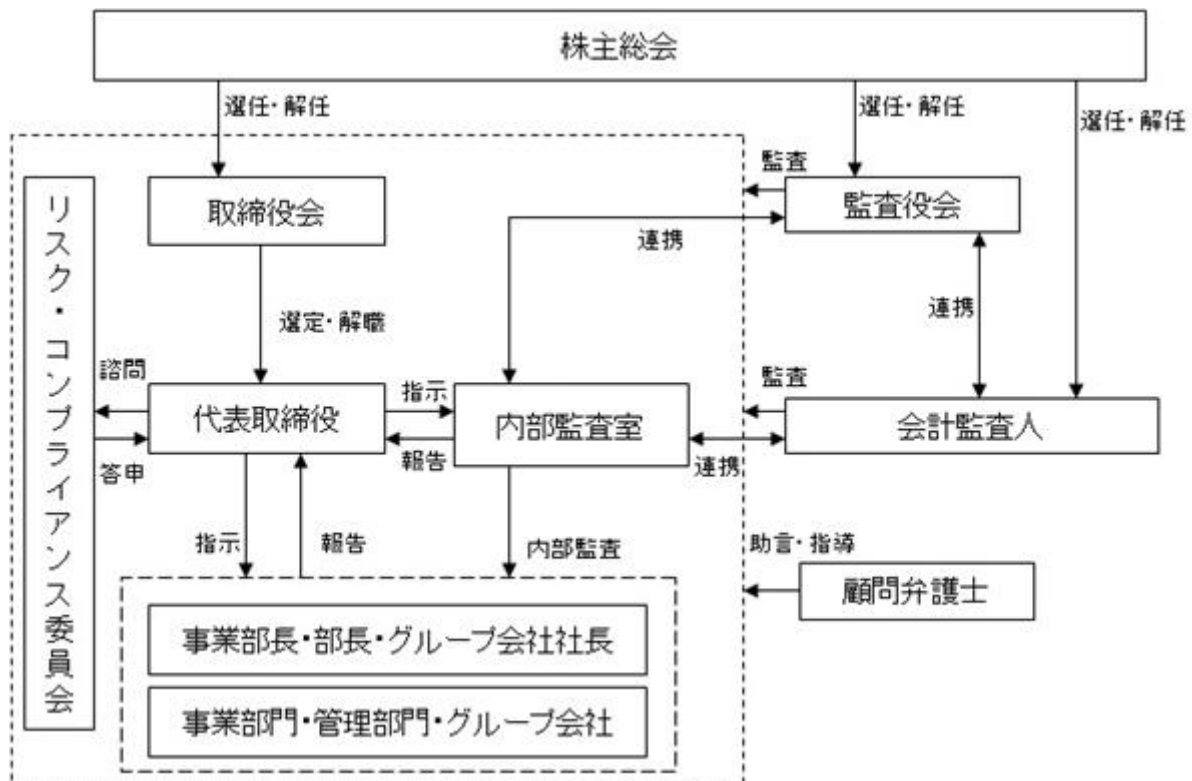 株主総会
選任・解任
選任・解任
選任・解任
監査
取締役会
監査役会
連携
リスク・コンプライアンス委員会
選定・解職
連携
諮問
指示
監査
代表取締役
内部監査室
会計監査人
報告
連携
答申
指示
報告
内部監査
助言・指導
顧問弁護士
事業部長・部長・グループ会社社長
事業部門・管理部門・グループ会社